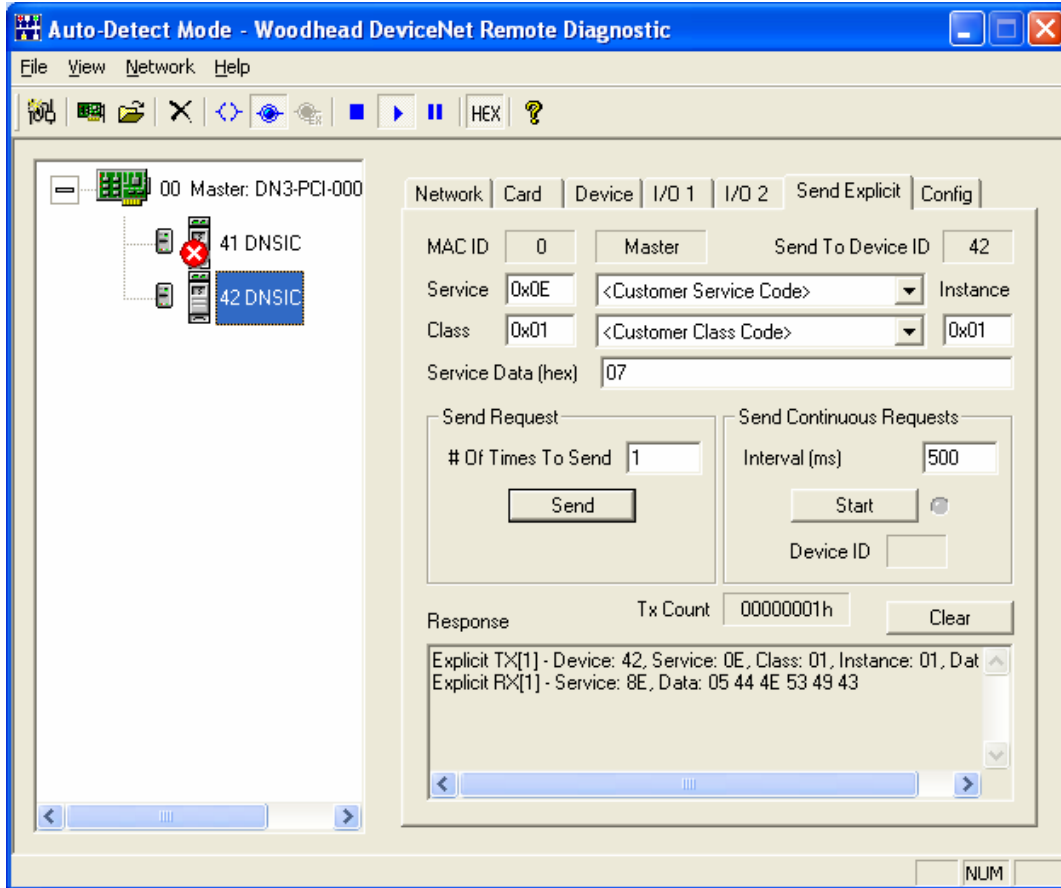 Auto-Detect Mode - Woodhead DeviceNet Remote Diagnostic
File View Network Help
HEX
00 Master: DN3-PCI-000
41 DNSIC
42 DNSIC
Network Card Device I/O 1 I/O 2 Send Explicit Config
MAC ID 0 Master Send To Device ID 42
Service 0x0E <Customer Service Code> Instance
Class 0x01 <Customer Class Code> 0x01
Service Data (hex) 07
Send Request Send Continuous Requests
# Of Times To Send 1 Interval (ms) 500
Send Start
Device ID
Response Tx Count 00000001h Clear
Explicit TX[1] - Device: 42, Service: 0E, Class: 01, Instance: 01, Dat
Explicit RX[1] - Service: 8E, Data: 05 44 4E 53 49 43
NUM